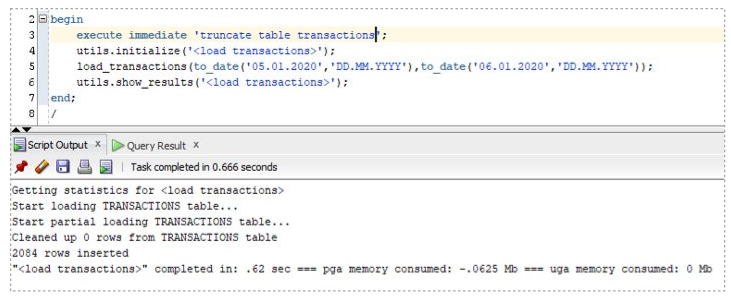 2 begin
3 execute immediate 'truncate table transactions';
4 utils.initialize('<load transactions>');
5 load_transactions(to_date('05.01.2020','DD.MM.YYYY'),to_date('06.01.2020','DD.MM.YYYY'));
6 utils.show_results('<load transactions>');
7 end;
8 /
Script Output x Query Result x
Task completed in 0.666 seconds
Getting statistics for <load transactions>
Start loading TRANSACTIONS table...
Start partial loading TRANSACTIONS table...
Cleaned up 0 rows from TRANSACTIONS table
2084 rows inserted
"<load transactions>" completed in: .62 sec === pga memory consumed: -.0625 Mb === uga memory consumed: 0 Mb